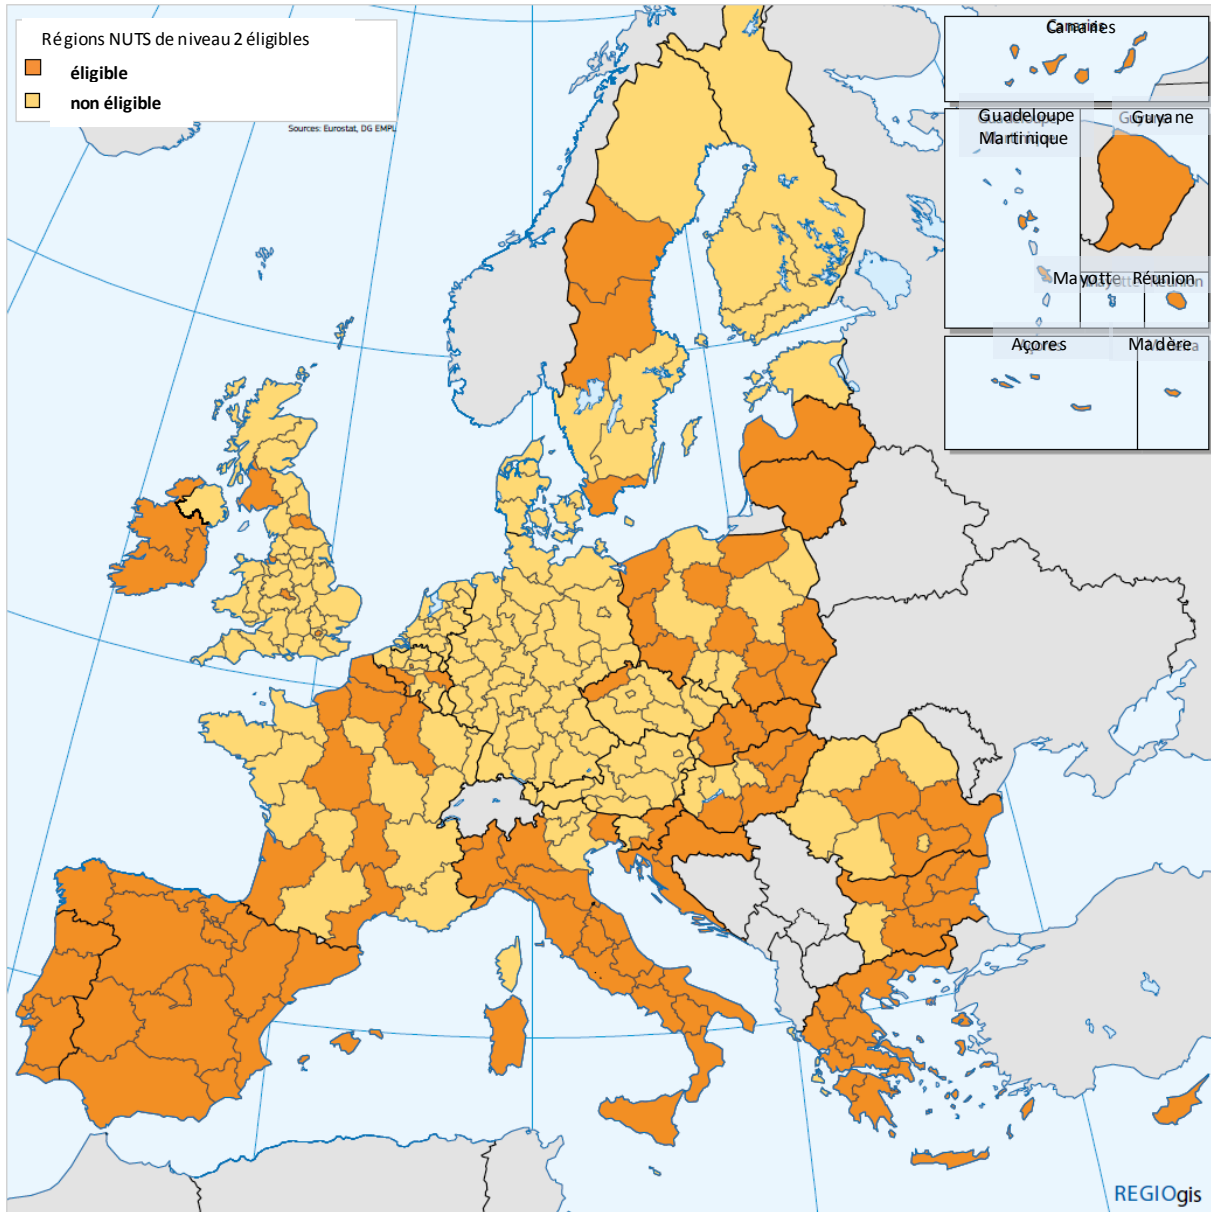 Régions NUTS de niveau 2 éligibles
éligible
non éligible
Sources: Eurostat, DG EMPL
Canaries
Guadeloupe
Martinique
Guyane
Mayotte
Réunion
Açores
Madère
REGIOgis